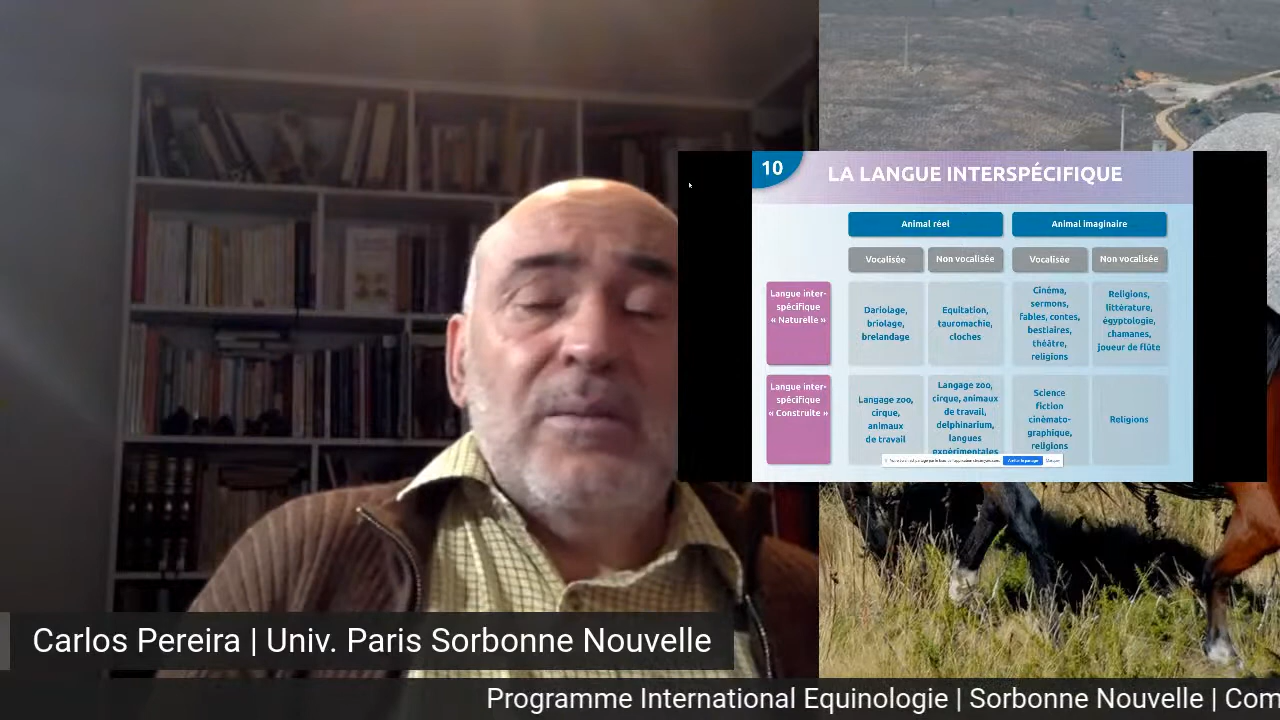 10
LA LANGUE INTERSPÉCIFIQUE
Animal réel
Animal imaginaire
Vocalisée
Non vocalisée
Vocalisée
Non vocalisée
Langue inter-
spécifique
« Naturelle »
Dariolage,
briolage,
brelandage
Equitation,
tauromachie,
cloches
Cinéma,
sermons,
fables, contes,
bestiaires,
théâtre,
religions
Religions,
littérature,
égyptologie,
chamanes,
joueur de flûte
Langue inter-
spécifique
« Construite »
Langage zoo,
cirque,
animaux
de travail
Langage zoo,
cirque, animaux
de travail,
delphinarium,
langues
expérimentales
Science
fiction
cinémato-
graphique,
religions
Religions
Carlos Pereira | Univ. Paris Sorbonne Nouvelle
Programme International Equinologie | Sorbonne Nouvelle | Com